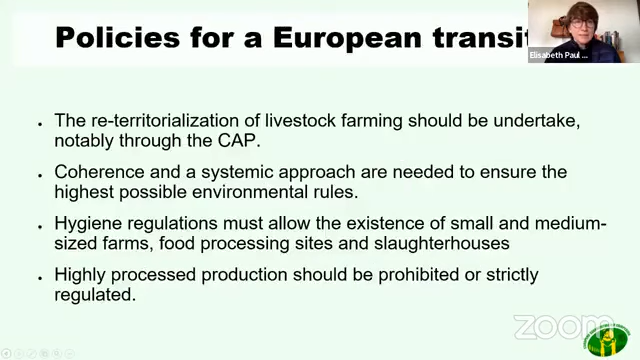 Policies for a European transit
Elisabeth Paul ...
The re-territorialization of livestock farming should be undertake,
notably through the CAP.
Coherence and a systemic approach are needed to ensure the
highest possible environmental rules.
Hygiene regulations must allow the existence of small and medium-
sized farms, food processing sites and slaughterhouses
Highly processed production should be prohibited or strictly
regulated.
zoom